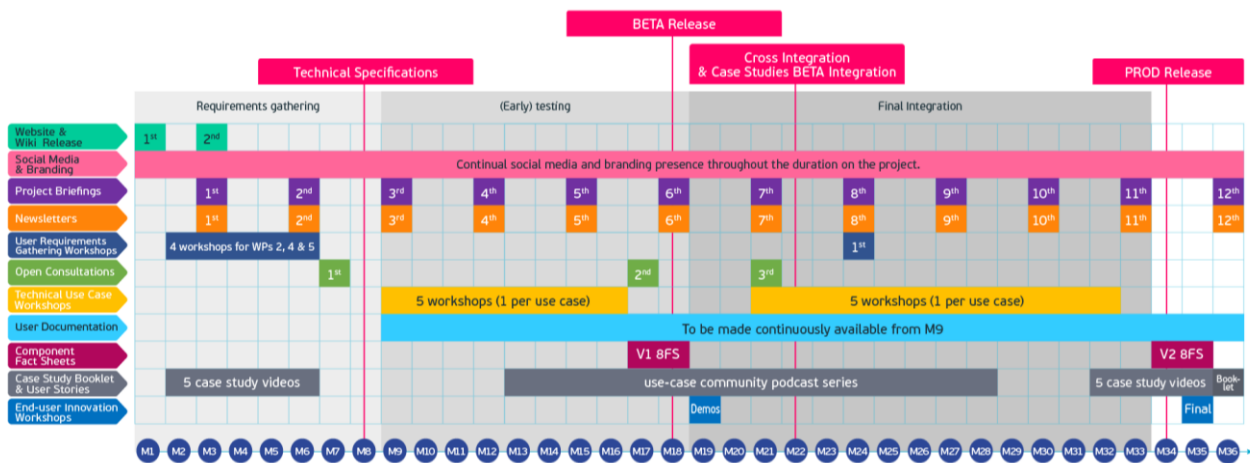 BETA Release
Cross Integration
& Case Studies BETA Integration
Technical Specifications
PROD Release
Requirements gathering
(Early) testing
Final Integration
Website &
Wiki Release
1st
2nd
Social Media
& Branding
Continual social media and branding presence throughout the duration on the project.
Project Briefings
1st
2nd
3rd
4th
5th
6th
7th
8th
9th
10th
11th
12th
Newsletters
1st
2nd
3rd
4th
5th
6th
7th
8th
9th
10th
11th
12th
User Requirements
Gathering Workshops
4 workshops for WPs 2, 4 & 5
1st
Open Consultations
1st
2nd
3rd
Technical Use Case
Workshops
5 workshops (1 per use case)
5 workshops (1 per use case)
User Documentation
To be made continuously available from M9
Component
Fact Sheets
V1 8FS
V2 8FS
Case Study Booklet
& User Stories
5 case study videos
use-case community podcast series
5 case study videos
Book-
let
End-user Innovation
Workshops
Demos
Final
M1
M2
M3
M4
M5
M6
M7
M8
M9
M10
M11
M12
M13
M14
M15
M16
M17
M18
M19
M20
M21
M22
M23
M24
M25
M26
M27
M28
M29
M30
M31
M32
M33
M34
M35
M36